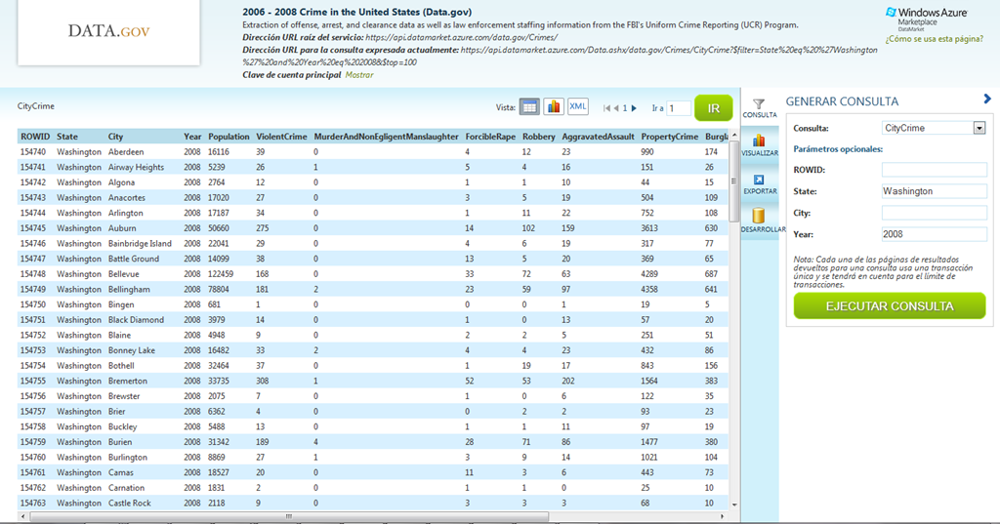 DATA.GOV
2006 - 2008 Crime in the United States (Data.gov)
Extraction of offense, arrest, and clearance data as well as law enforcement staffing information from the FBI's Uniform Crime Reporting (UCR) Program.
Dirección URL raíz del servicio: https://api.datamarket.azure.com/data.gov/Crimes/
Dirección URL para la consulta expresada actualmente: https://api.datamarket.azure.com/Data.ashx/data.gov/Crimes/CityCrime?$filter=State%20eq%20%27Washington
%27%20and%20Year%20eq%202008&$top=100
Clave de cuenta principal Mostrar
Windows Azure
Marketplace
DataMarket
¿Cómo se usa esta página?
CityCrime
Vista: XML 1 Ir a 1 IR
ROWID State City Year Population ViolentCrime MurderAndNonEgligentManslaughter ForcibleRape Robbery AggravatedAssault PropertyCrime Burgla
154740 Washington Aberdeen 2008 16116 39 0 4 12 23 990 174
154741 Washington Airway Heights 2008 5239 26 1 5 4 16 151 26
154742 Washington Algona 2008 2764 12 0 1 1 10 44 15
154743 Washington Anacortes 2008 17020 27 0 3 5 19 504 109
154744 Washington Arlington 2008 17187 34 0 1 11 22 752 108
154745 Washington Auburn 2008 50660 275 0 14 102 159 3613 630
154746 Washington Bainbridge Island 2008 22041 29 0 4 6 19 317 77
154747 Washington Battle Ground 2008 14099 38 0 13 5 20 369 65
154748 Washington Bellevue 2008 122459 168 0 33 72 63 4289 687
154749 Washington Bellingham 2008 78804 181 2 23 59 97 4358 641
154750 Washington Bingen 2008 681 1 0 0 0 1 19 5
154751 Washington Black Diamond 2008 3979 14 0 1 0 13 57 20
154752 Washington Blaine 2008 4948 9 0 2 2 5 251 51
154753 Washington Bonney Lake 2008 16482 33 2 4 4 23 432 86
154754 Washington Bothell 2008 32464 37 0 1 19 17 843 156
154755 Washington Bremerton 2008 33735 308 1 52 53 202 1564 383
154756 Washington Brewster 2008 2075 7 0 1 0 6 122 35
154757 Washington Brier 2008 6362 4 0 0 2 2 93 23
154758 Washington Buckley 2008 5488 13 0 1 1 11 97 19
154759 Washington Burien 2008 31342 189 4 28 71 86 1477 380
154760 Washington Burlington 2008 8869 27 1 3 9 14 1021 104
154761 Washington Camas 2008 18527 20 0 11 3 6 443 73
154762 Washington Carnation 2008 1831 2 0 1 1 0 25 10
154763 Washington Castle Rock 2008 2118 9 0 3 3 3 68 10
CONSULTA
VISUALIZAR
EXPORTAR
DESARROLLAR
GENERAR CONSULTA
Consulta: CityCrime
Parámetros opcionales:
ROWID:
State: Washington
City:
Year: 2008
Nota: Cada una de las páginas de resultados
devueltos para una consulta usa una transacción
única y se tendrá en cuenta para el límite de
transacciones.
EJECUTAR CONSULTA